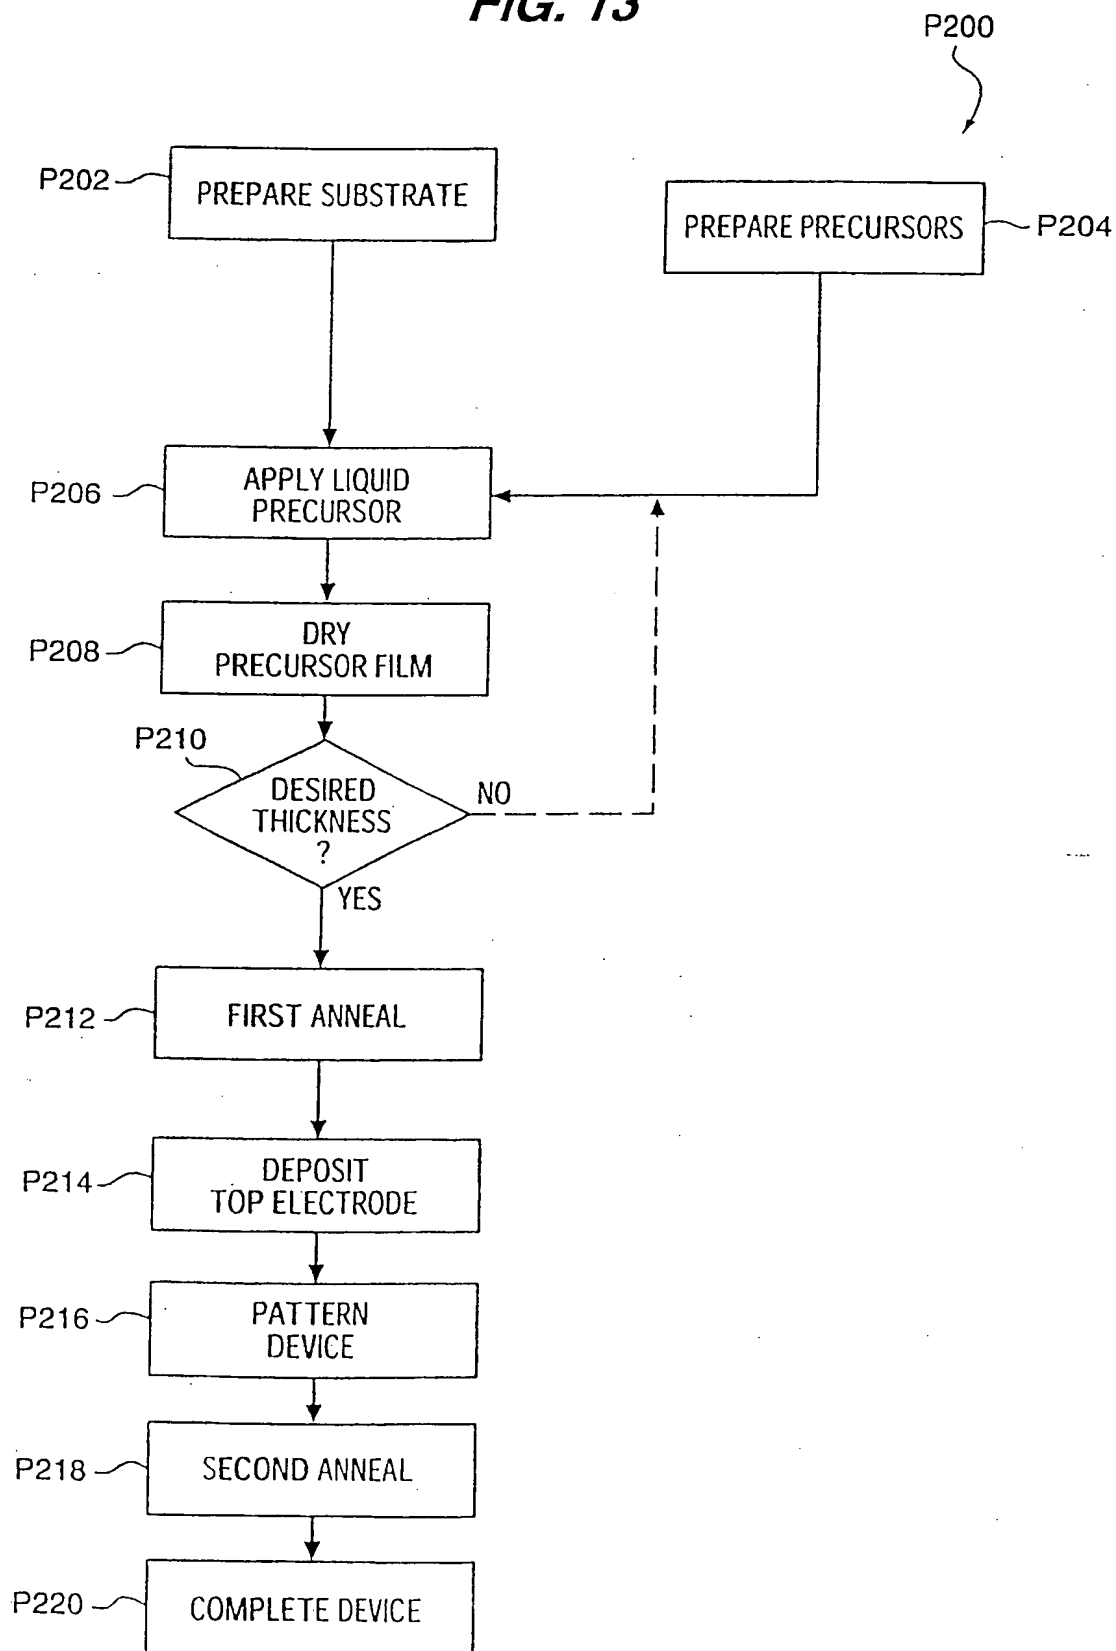 FIG. 13
P200
P202
PREPARE SUBSTRATE
PREPARE PRECURSORS
P204
P206
APPLY LIQUID
PRECURSOR
P208
DRY
PRECURSOR FILM
P210
DESIRED
THICKNESS
?
NO
YES
P212
FIRST ANNEAL
P214
DEPOSIT
TOP ELECTRODE
P216
PATTERN
DEVICE
P218
SECOND ANNEAL
P220
COMPLETE DEVICE